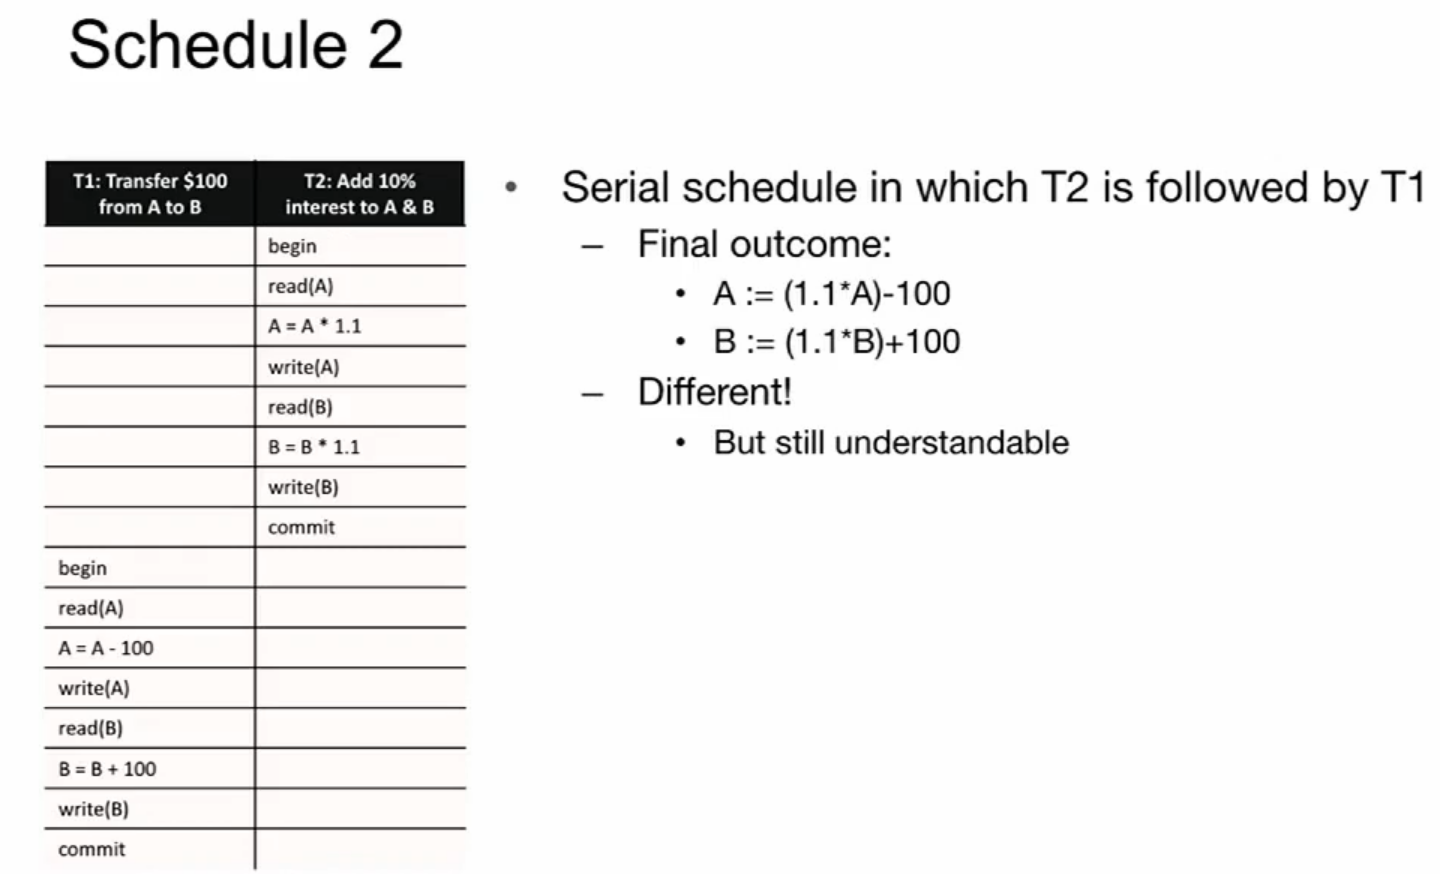 Schedule 2
T1: Transfer $100
from A to B
T2: Add 10%
interest to A & B
begin
read(A)
A = A * 1.1
write(A)
read(B)
B = B * 1.1
write(B)
commit
begin
read(A)
A = A - 100
write(A)
read(B)
B = B + 100
write(B)
commit
• Serial schedule in which T2 is followed by T1
– Final outcome:
• A := (1.1*A)-100
• B := (1.1*B)+100
– Different!
• But still understandable